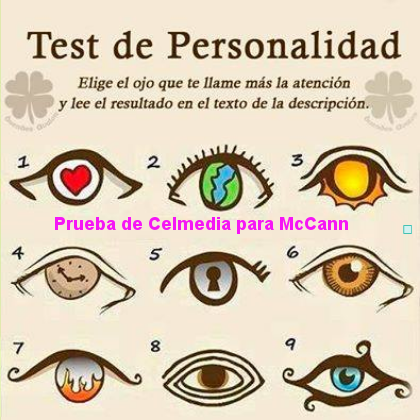 Test de Personalidad
Elige el ojo que te llame más la atención
y lee el resultado en el texto de la descripción.
1 2 3
Prueba de Celmedia para McCann
4 5 6
7 8 9